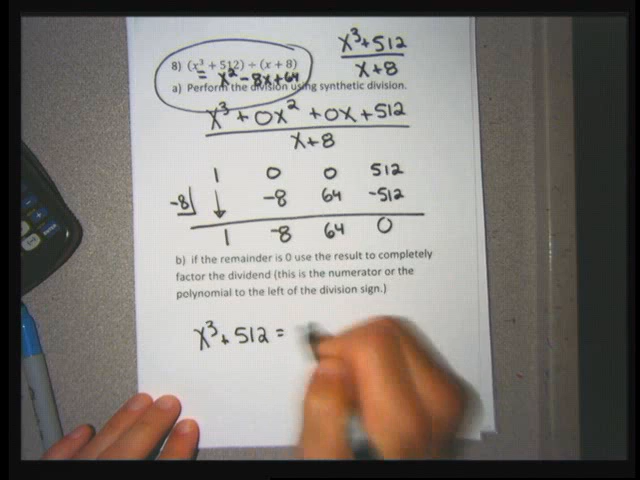 x³ + 512
x + 8
8) (x³ + 512) ÷ (x + 8)
= x² - 8x + 64
a) Perform the division using synthetic division.
x³ + 0x² + 0x + 512
x + 8
1 0 0 512
-8 -8 64 -512
1 -8 64 0
b) if the remainder is 0 use the result to completely
factor the dividend (this is the numerator or the
polynomial to the left of the division sign.)
x³ + 512 =